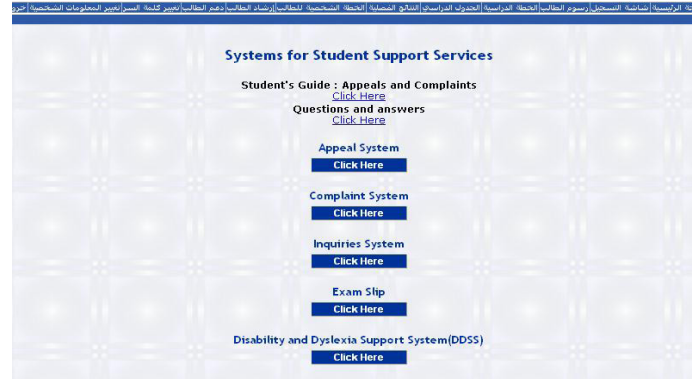 الرئيسية|شاشة التسجيل|رسوم الطالب|الخطة الدراسية|الجدول الدراسي|النتائج الفصلية|الخطة الشخصية للطالب|إرشاد الطالب|دعم الطالب|تغيير كلمة السر|تغيير المعلومات الشخصية|
Systems for Student Support Services
Student's Guide : Appeals and Complaints
Click Here
Questions and answers
Click Here
Appeal System
Click Here
Complaint System
Click Here
Inquiries System
Click Here
Exam Slip
Click Here
Disability and Dyslexia Support System(DDSS)
Click Here